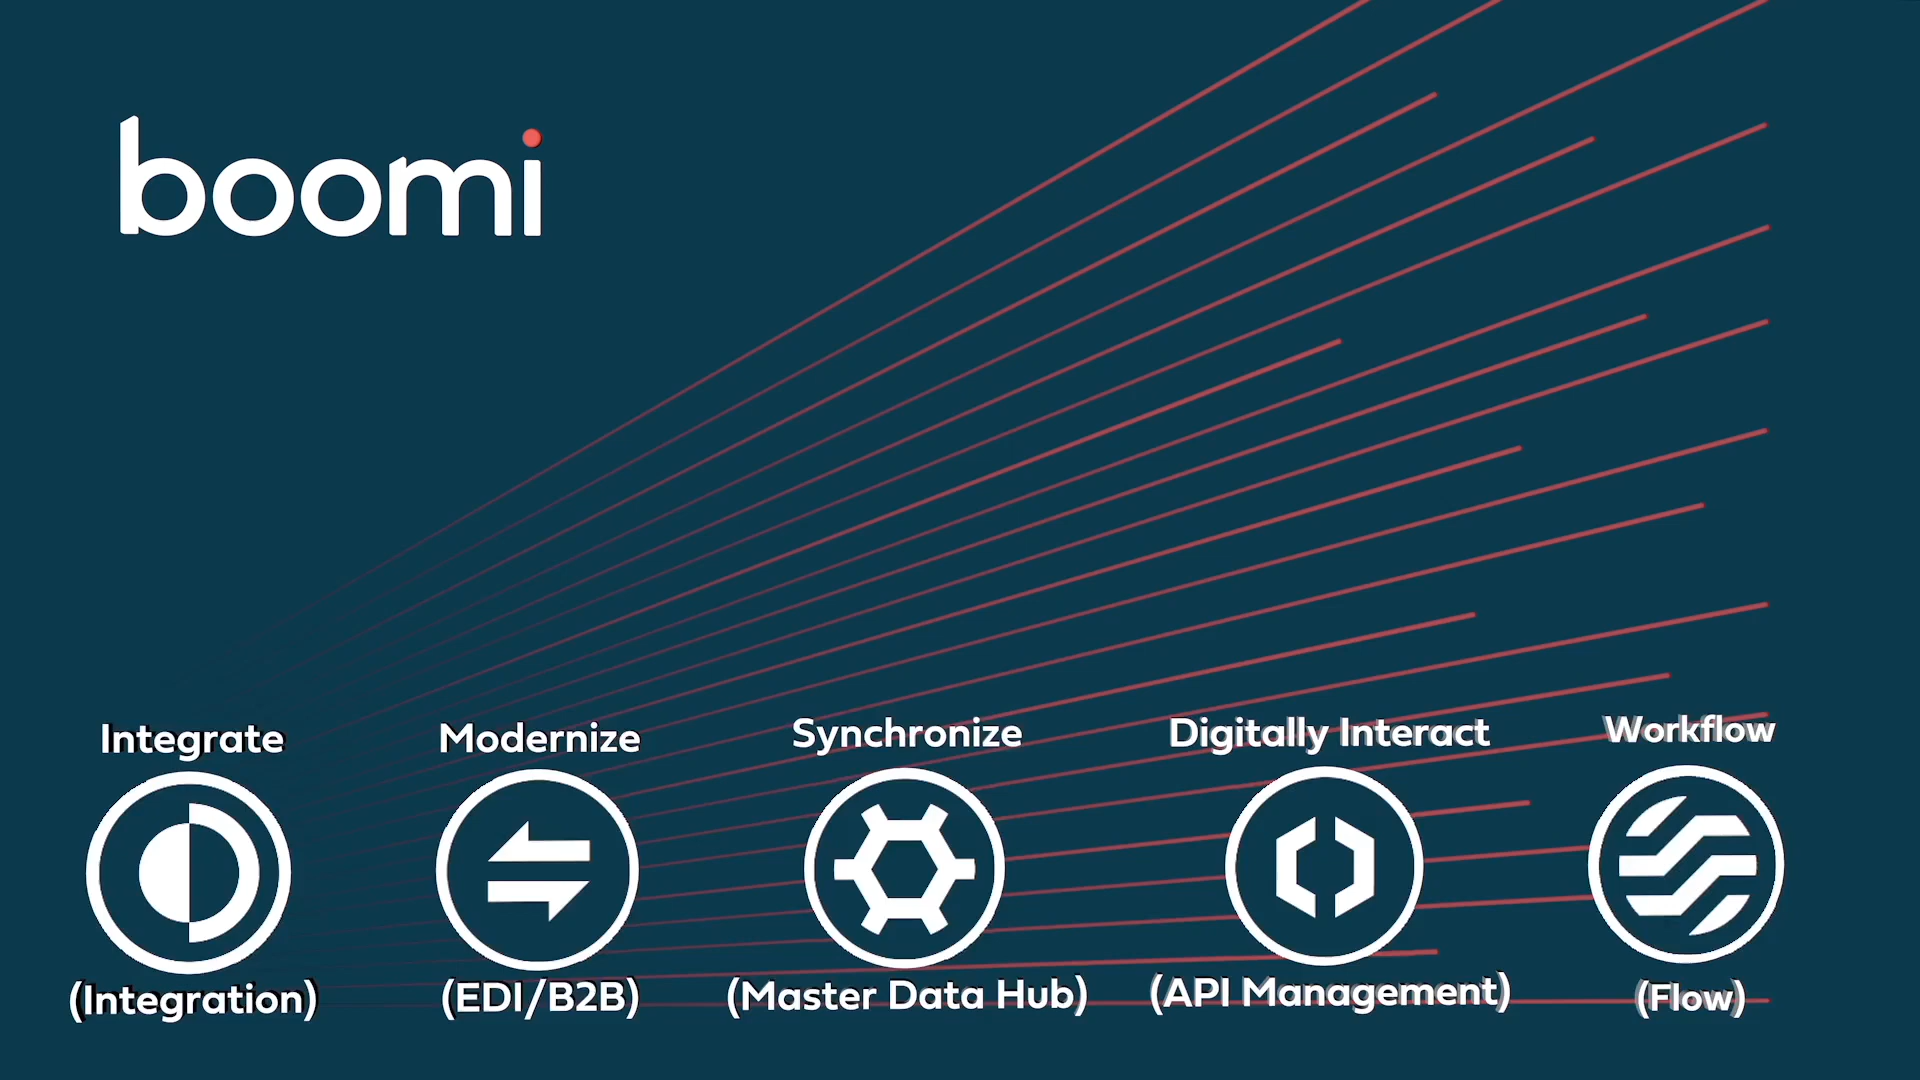 boomi
Integrate
Modernize
Synchronize
Digitally Interact
Workflow
(Integration)
(EDI/B2B)
(Master Data Hub)
(API Management)
(Flow)